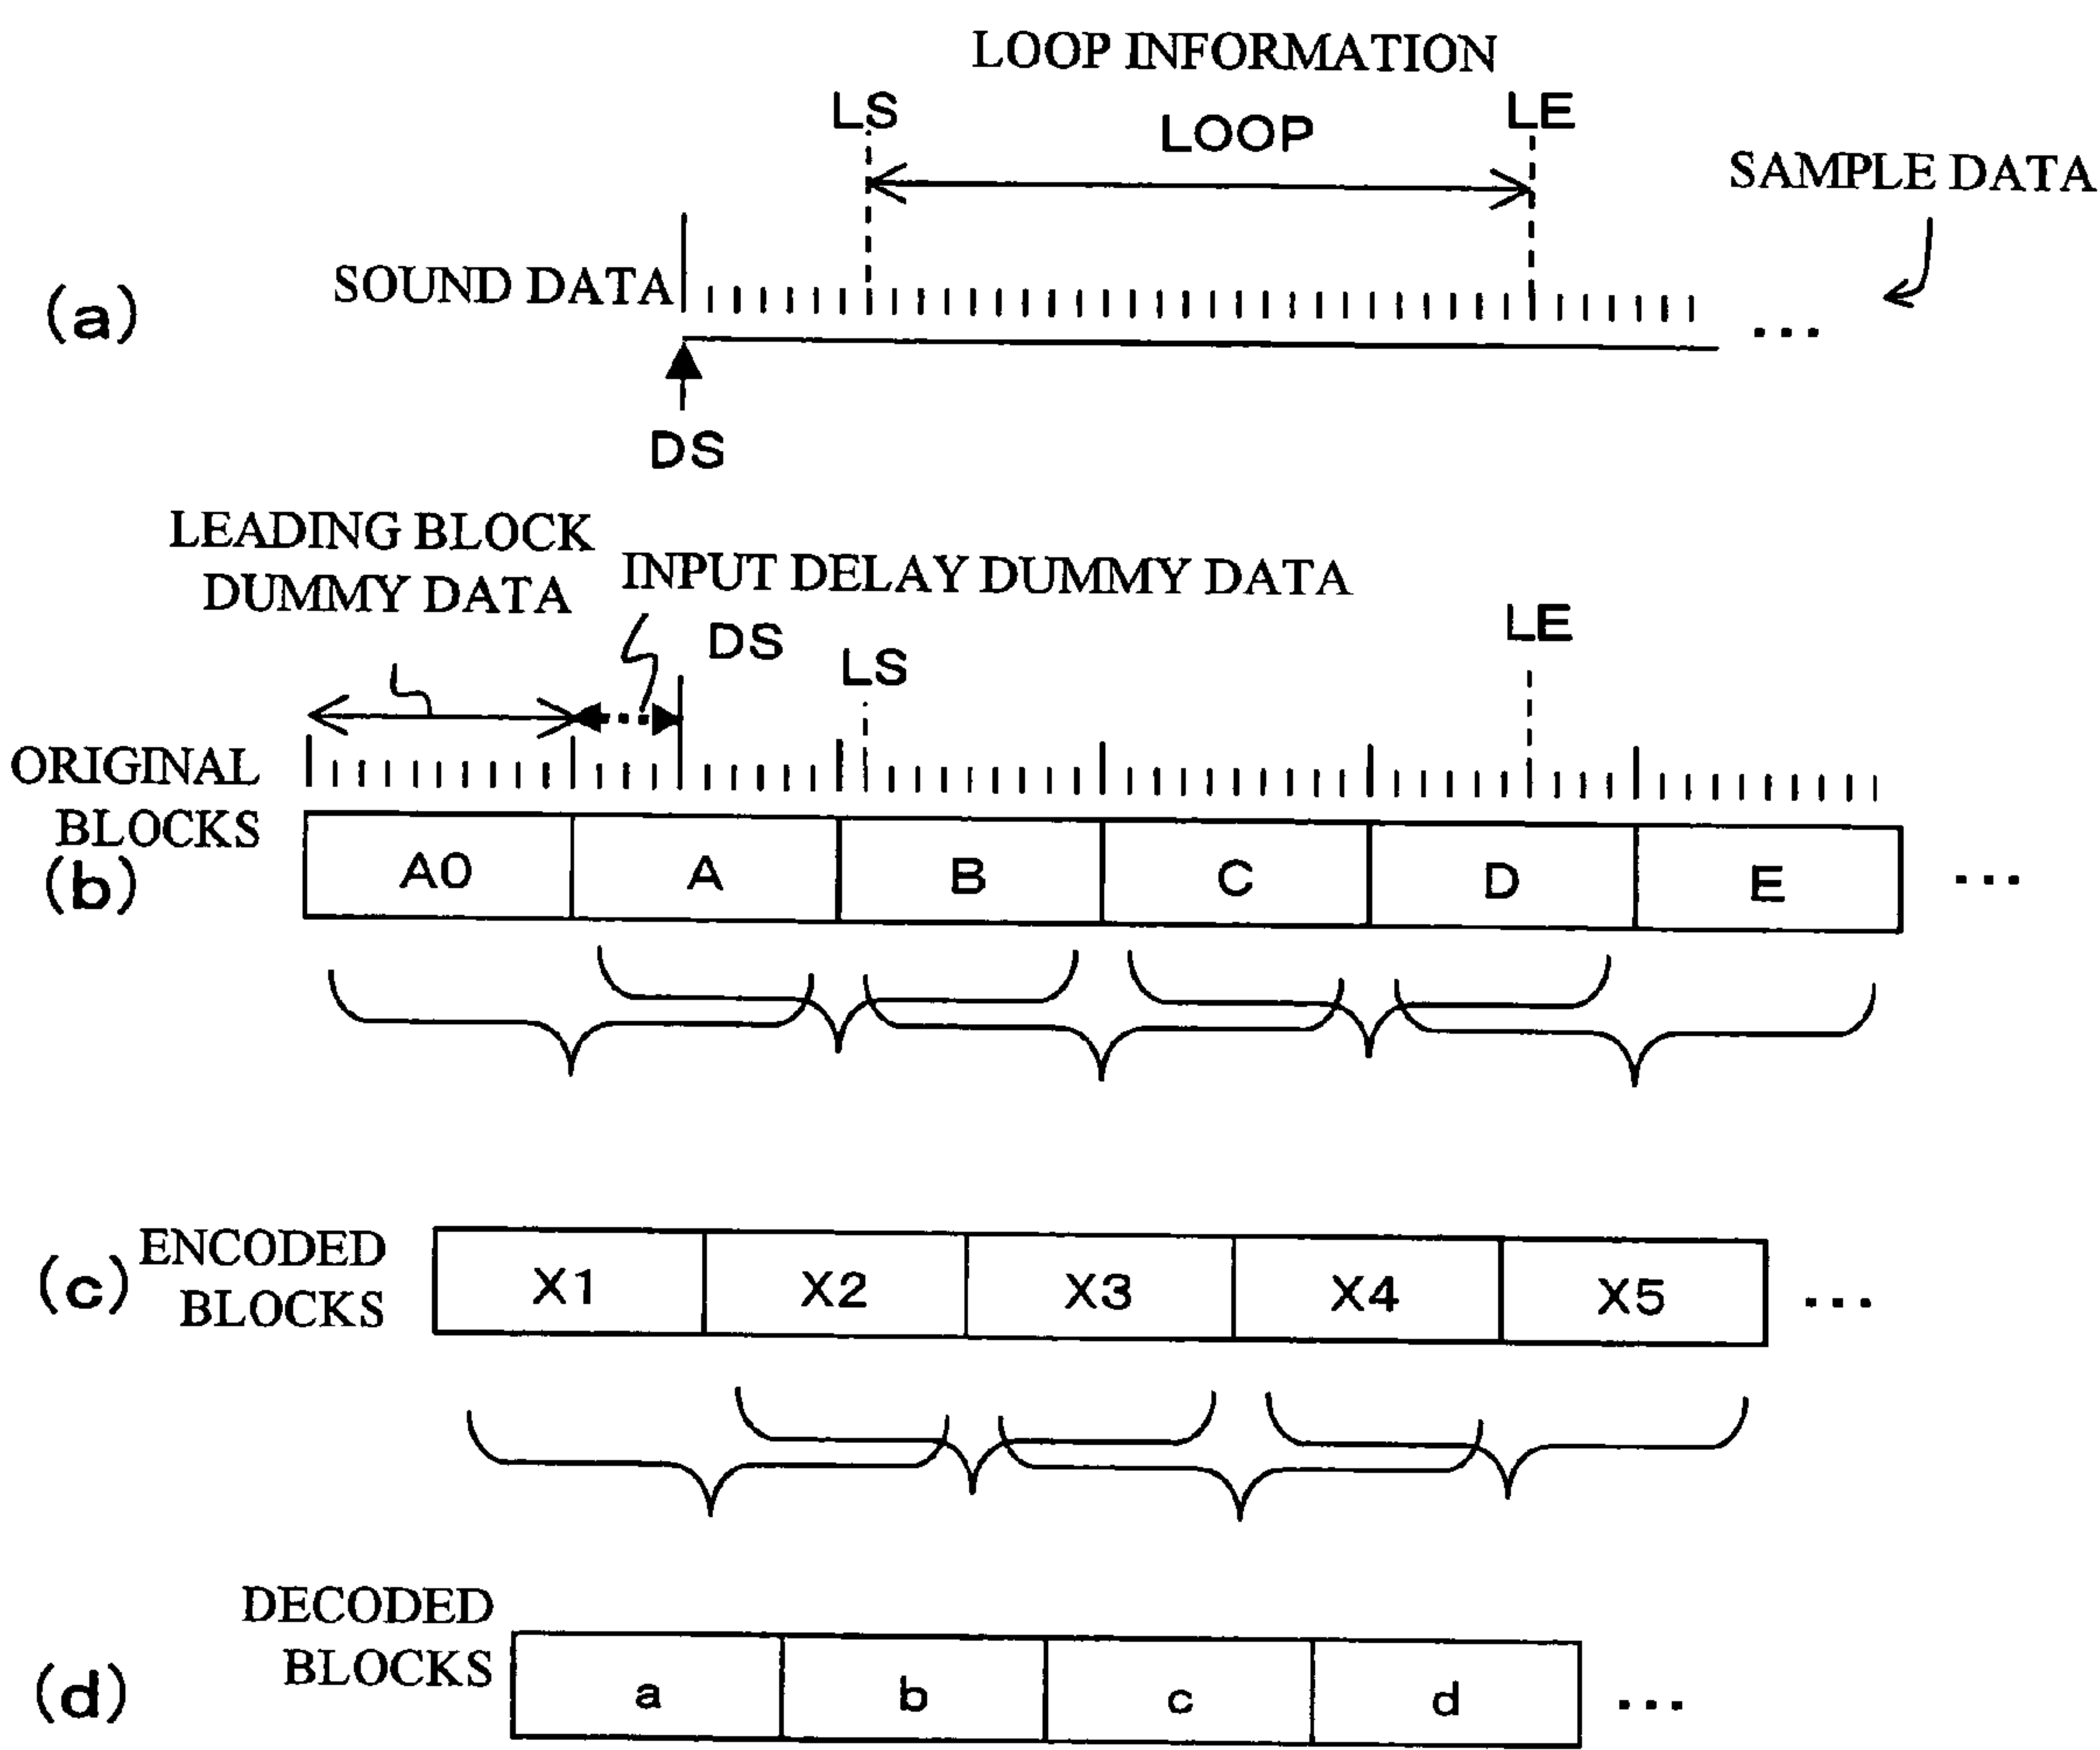 LOOP INFORMATION
LS LOOP LE
SAMPLE DATA
(a) SOUND DATA ...
DS
LEADING BLOCK
DUMMY DATA
INPUT DELAY DUMMY DATA
DS LS LE
ORIGINAL
BLOCKS
(b) A0 A B C D E ...
(c) ENCODED
BLOCKS
X1 X2 X3 X4 X5 ...
DECODED
BLOCKS
(d) a b c d ...